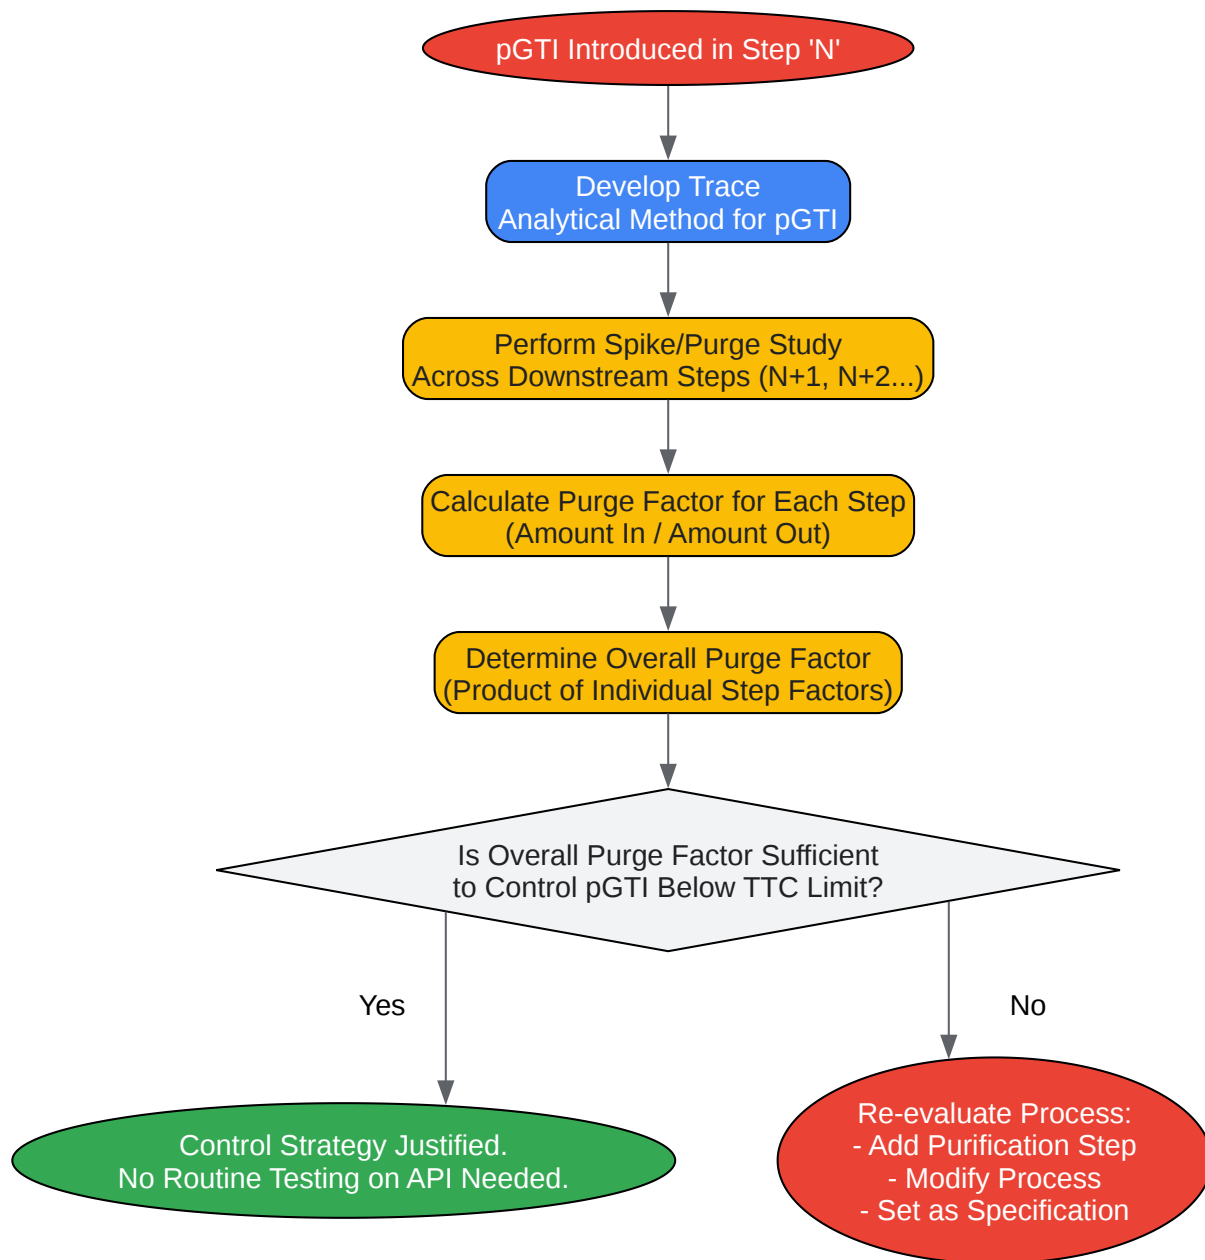 pGTI Introduced in Step 'N'
Develop Trace
Analytical Method for pGTI
Perform Spike/Purge Study
Across Downstream Steps (N+1, N+2...)
Calculate Purge Factor for Each Step
(Amount In / Amount Out)
Determine Overall Purge Factor
(Product of Individual Step Factors)
Is Overall Purge Factor Sufficient
to Control pGTI Below TTC Limit?
Yes
No
Control Strategy Justified.
No Routine Testing on API Needed.
Re-evaluate Process:
- Add Purification Step
- Modify Process
- Set as Specification